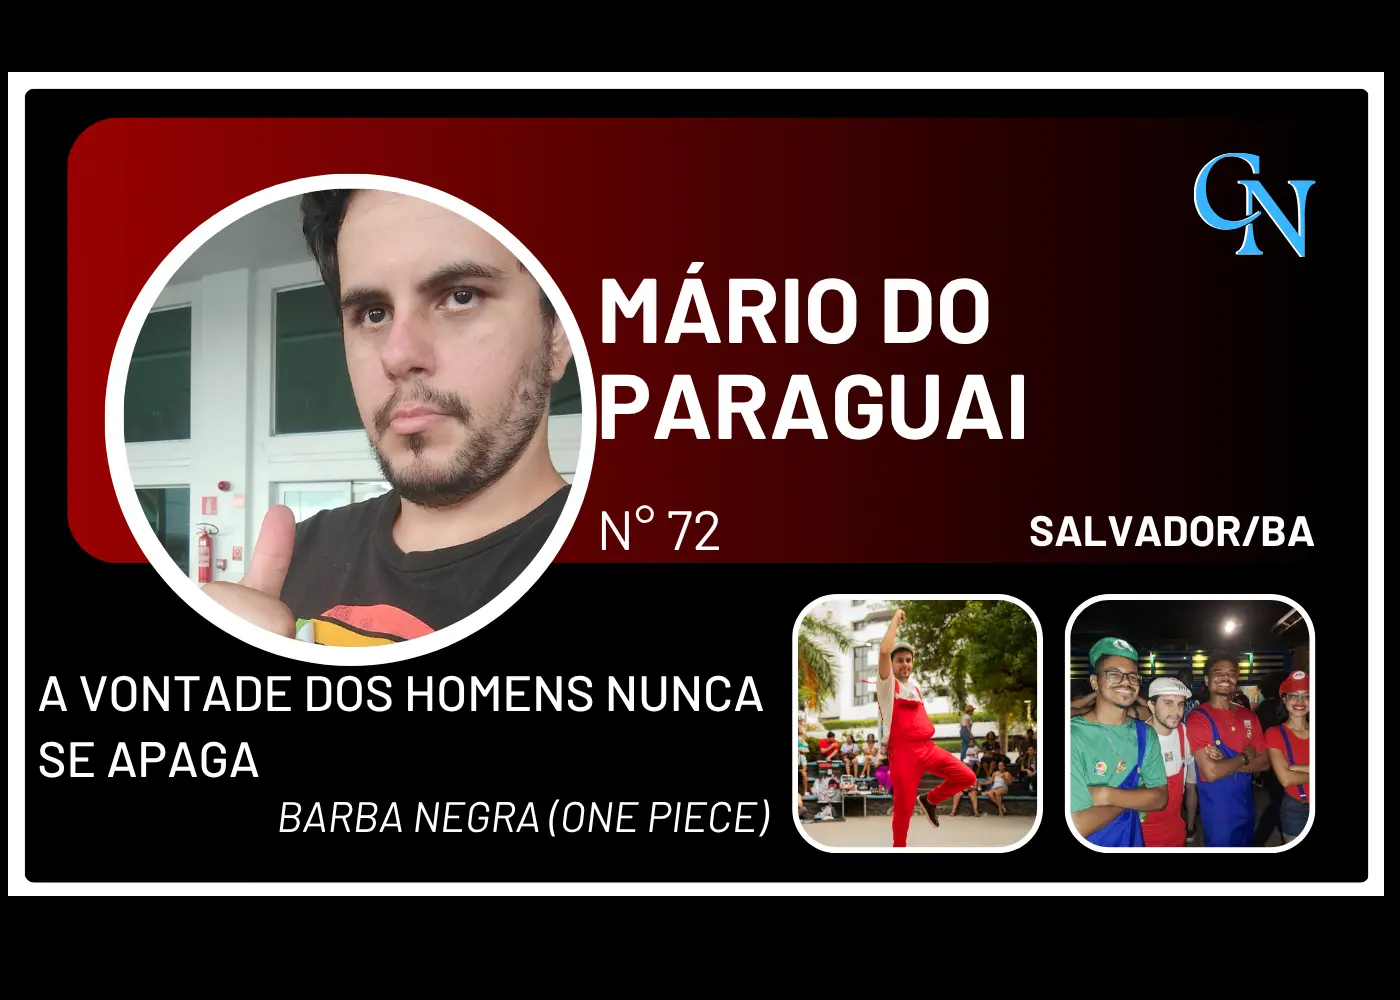 CN
MÁRIO DO
PARAGUAI
N° 72
SALVADOR/BA
A VONTADE DOS HOMENS NUNCA
SE APAGA
BARBA NEGRA (ONE PIECE)